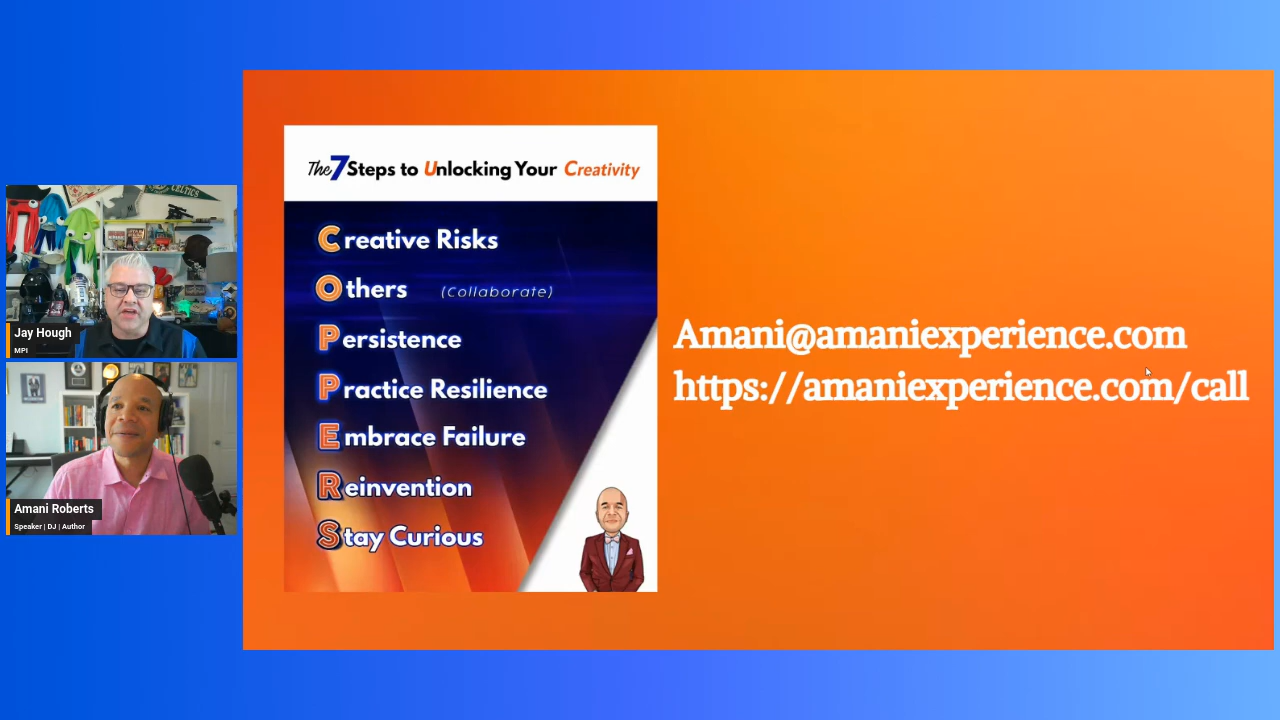 CELTICS
Jay Hough
MPI
Amani Roberts
Speaker | DJ | Author
The 7 Steps to Unlocking Your Creativity
Creative Risks
Others (Collaborate)
Persistence
Practice Resilience
Embrace Failure
Reinvention
Stay Curious
Amani@amaniexperience.com
https://amaniexperience.com/call